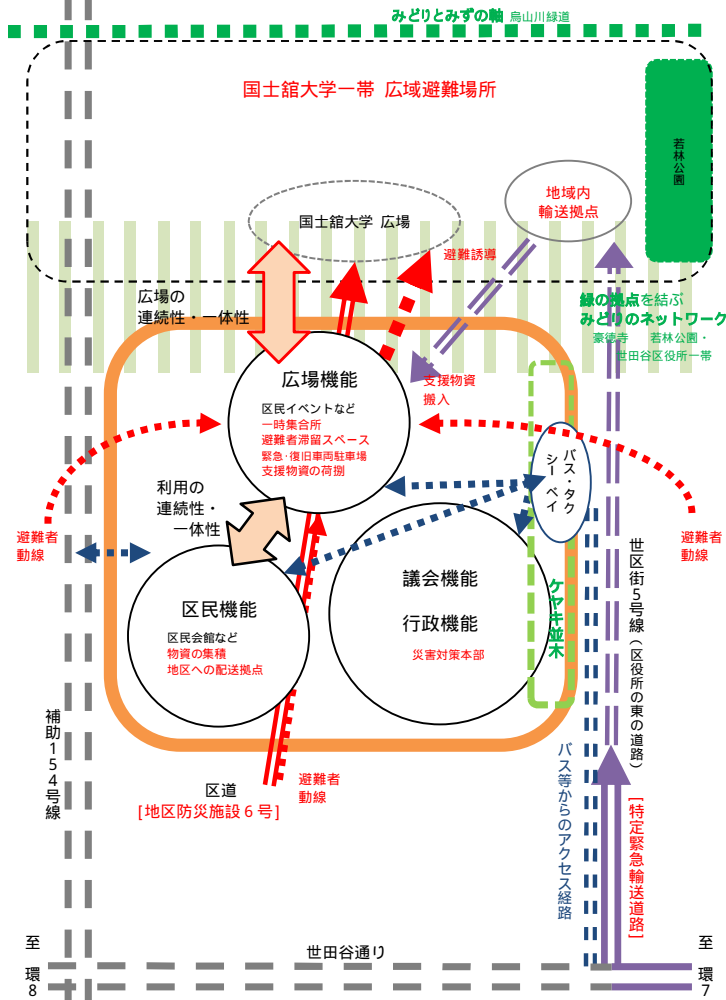 みどりとみずの軸 烏山川緑道
国士舘大学一帯 広域避難場所
若林公園
地域内
輸送拠点
国士舘大学 広場
避難誘導
広場の
連続性・一体性
緑の拠点を結ぶ
みどりのネットワーク
豪徳寺 若林公園・
世田谷区役所一帯
支援物資
搬入
広場機能
区民イベントなど
一時集合所
避難者滞留スペース
緊急・復旧車両駐車場
支援物資の荷捌
バス・タク
シー ベイ
利用の
連続性・
一体性
避難者
動線
避難者
動線
区民機能
区民会館など
物資の集積
地区への配送拠点
議会機能
行政機能
災害対策本部
ケヤキ並木
世区街5号線(区役所の東の道路)
補助154号線
区道
[地区防災施設6号]
避難者
動線
バス等からのアクセス経路
[特定緊急輸送道路]
世田谷通り
至 環8
至 環7